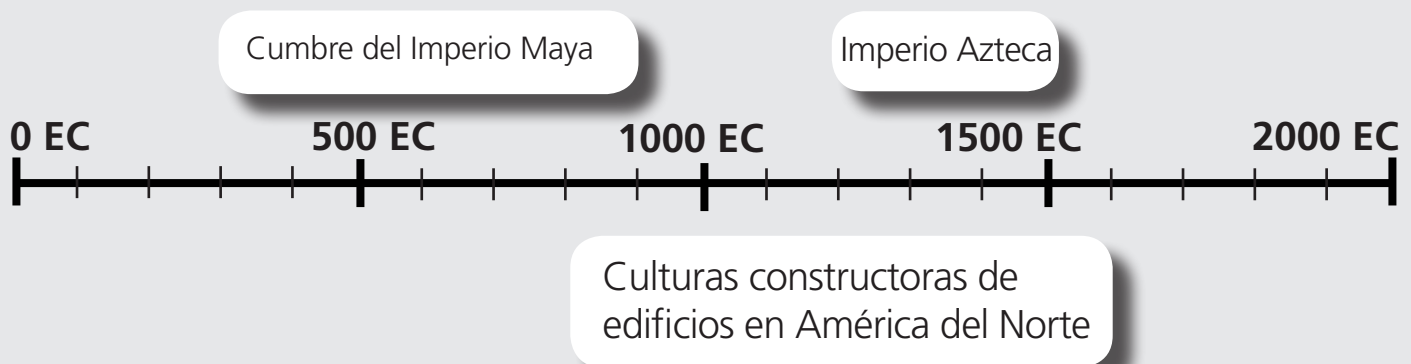 Cumbre del Imperio Maya
Imperio Azteca
0 EC
500 EC
1000 EC
1500 EC
2000 EC
Culturas constructoras de
edificios en América del Norte